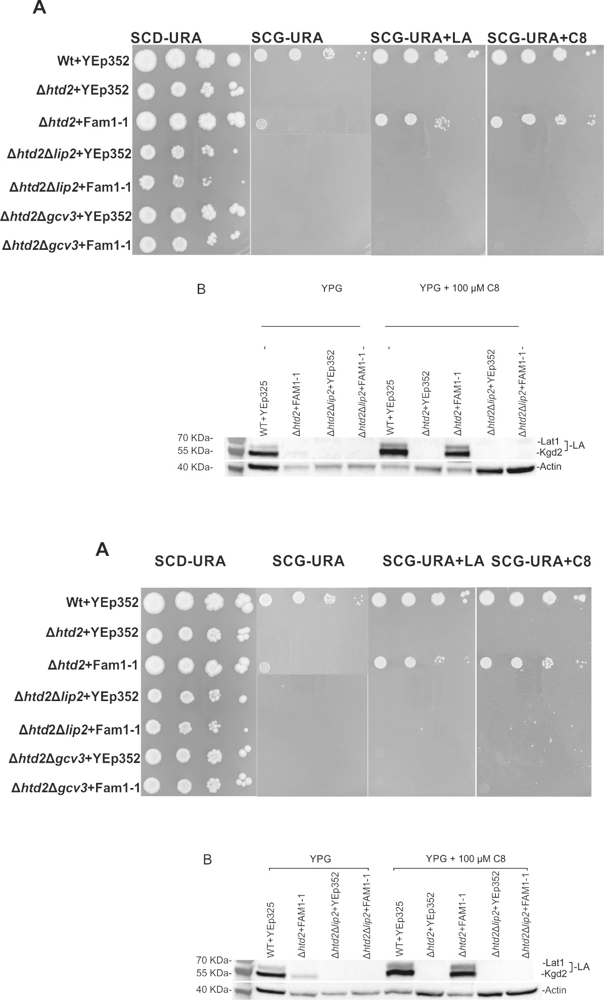 A
SCD-URA SCG-URA SCG-URA+LA SCG-URA+C8
Wt+YEp352
Δhtd2+YEp352
Δhtd2+Fam1-1
Δhtd2Δlip2+YEp352
Δhtd2Δlip2+Fam1-1
Δhtd2Δgcv3+YEp352
Δhtd2Δgcv3+Fam1-1
B YPG YPG + 100 µM C8
- - - -
WT+YEp325
Δhtd2+FAM1-1
Δhtd2Δlip2+YEp352
Δhtd2Δlip2+FAM1-1
WT+YEp325
Δhtd2+YEp352
Δhtd2+FAM1-1
Δhtd2Δlip2+YEp352
Δhtd2Δlip2+FAM1-1
70 KDa- -Lat1
55 KDa- -Kgd2 -LA
40 KDa- -Actin
A
SCD-URA SCG-URA SCG-URA+LA SCG-URA+C8
Wt+YEp352
Δhtd2+YEp352
Δhtd2+Fam1-1
Δhtd2Δlip2+YEp352
Δhtd2Δlip2+Fam1-1
Δhtd2Δgcv3+YEp352
Δhtd2Δgcv3+Fam1-1
B YPG YPG + 100 µM C8
WT+YEp325
Δhtd2+FAM1-1
Δhtd2Δlip2+YEp352
Δhtd2Δlip2+FAM1-1
WT+YEp325
Δhtd2+YEp352
Δhtd2+FAM1-1
Δhtd2Δlip2+YEp352
Δhtd2Δlip2+FAM1-1
70 KDa- -Lat1
55 KDa- -Kgd2 -LA
40 KDa- -Actin